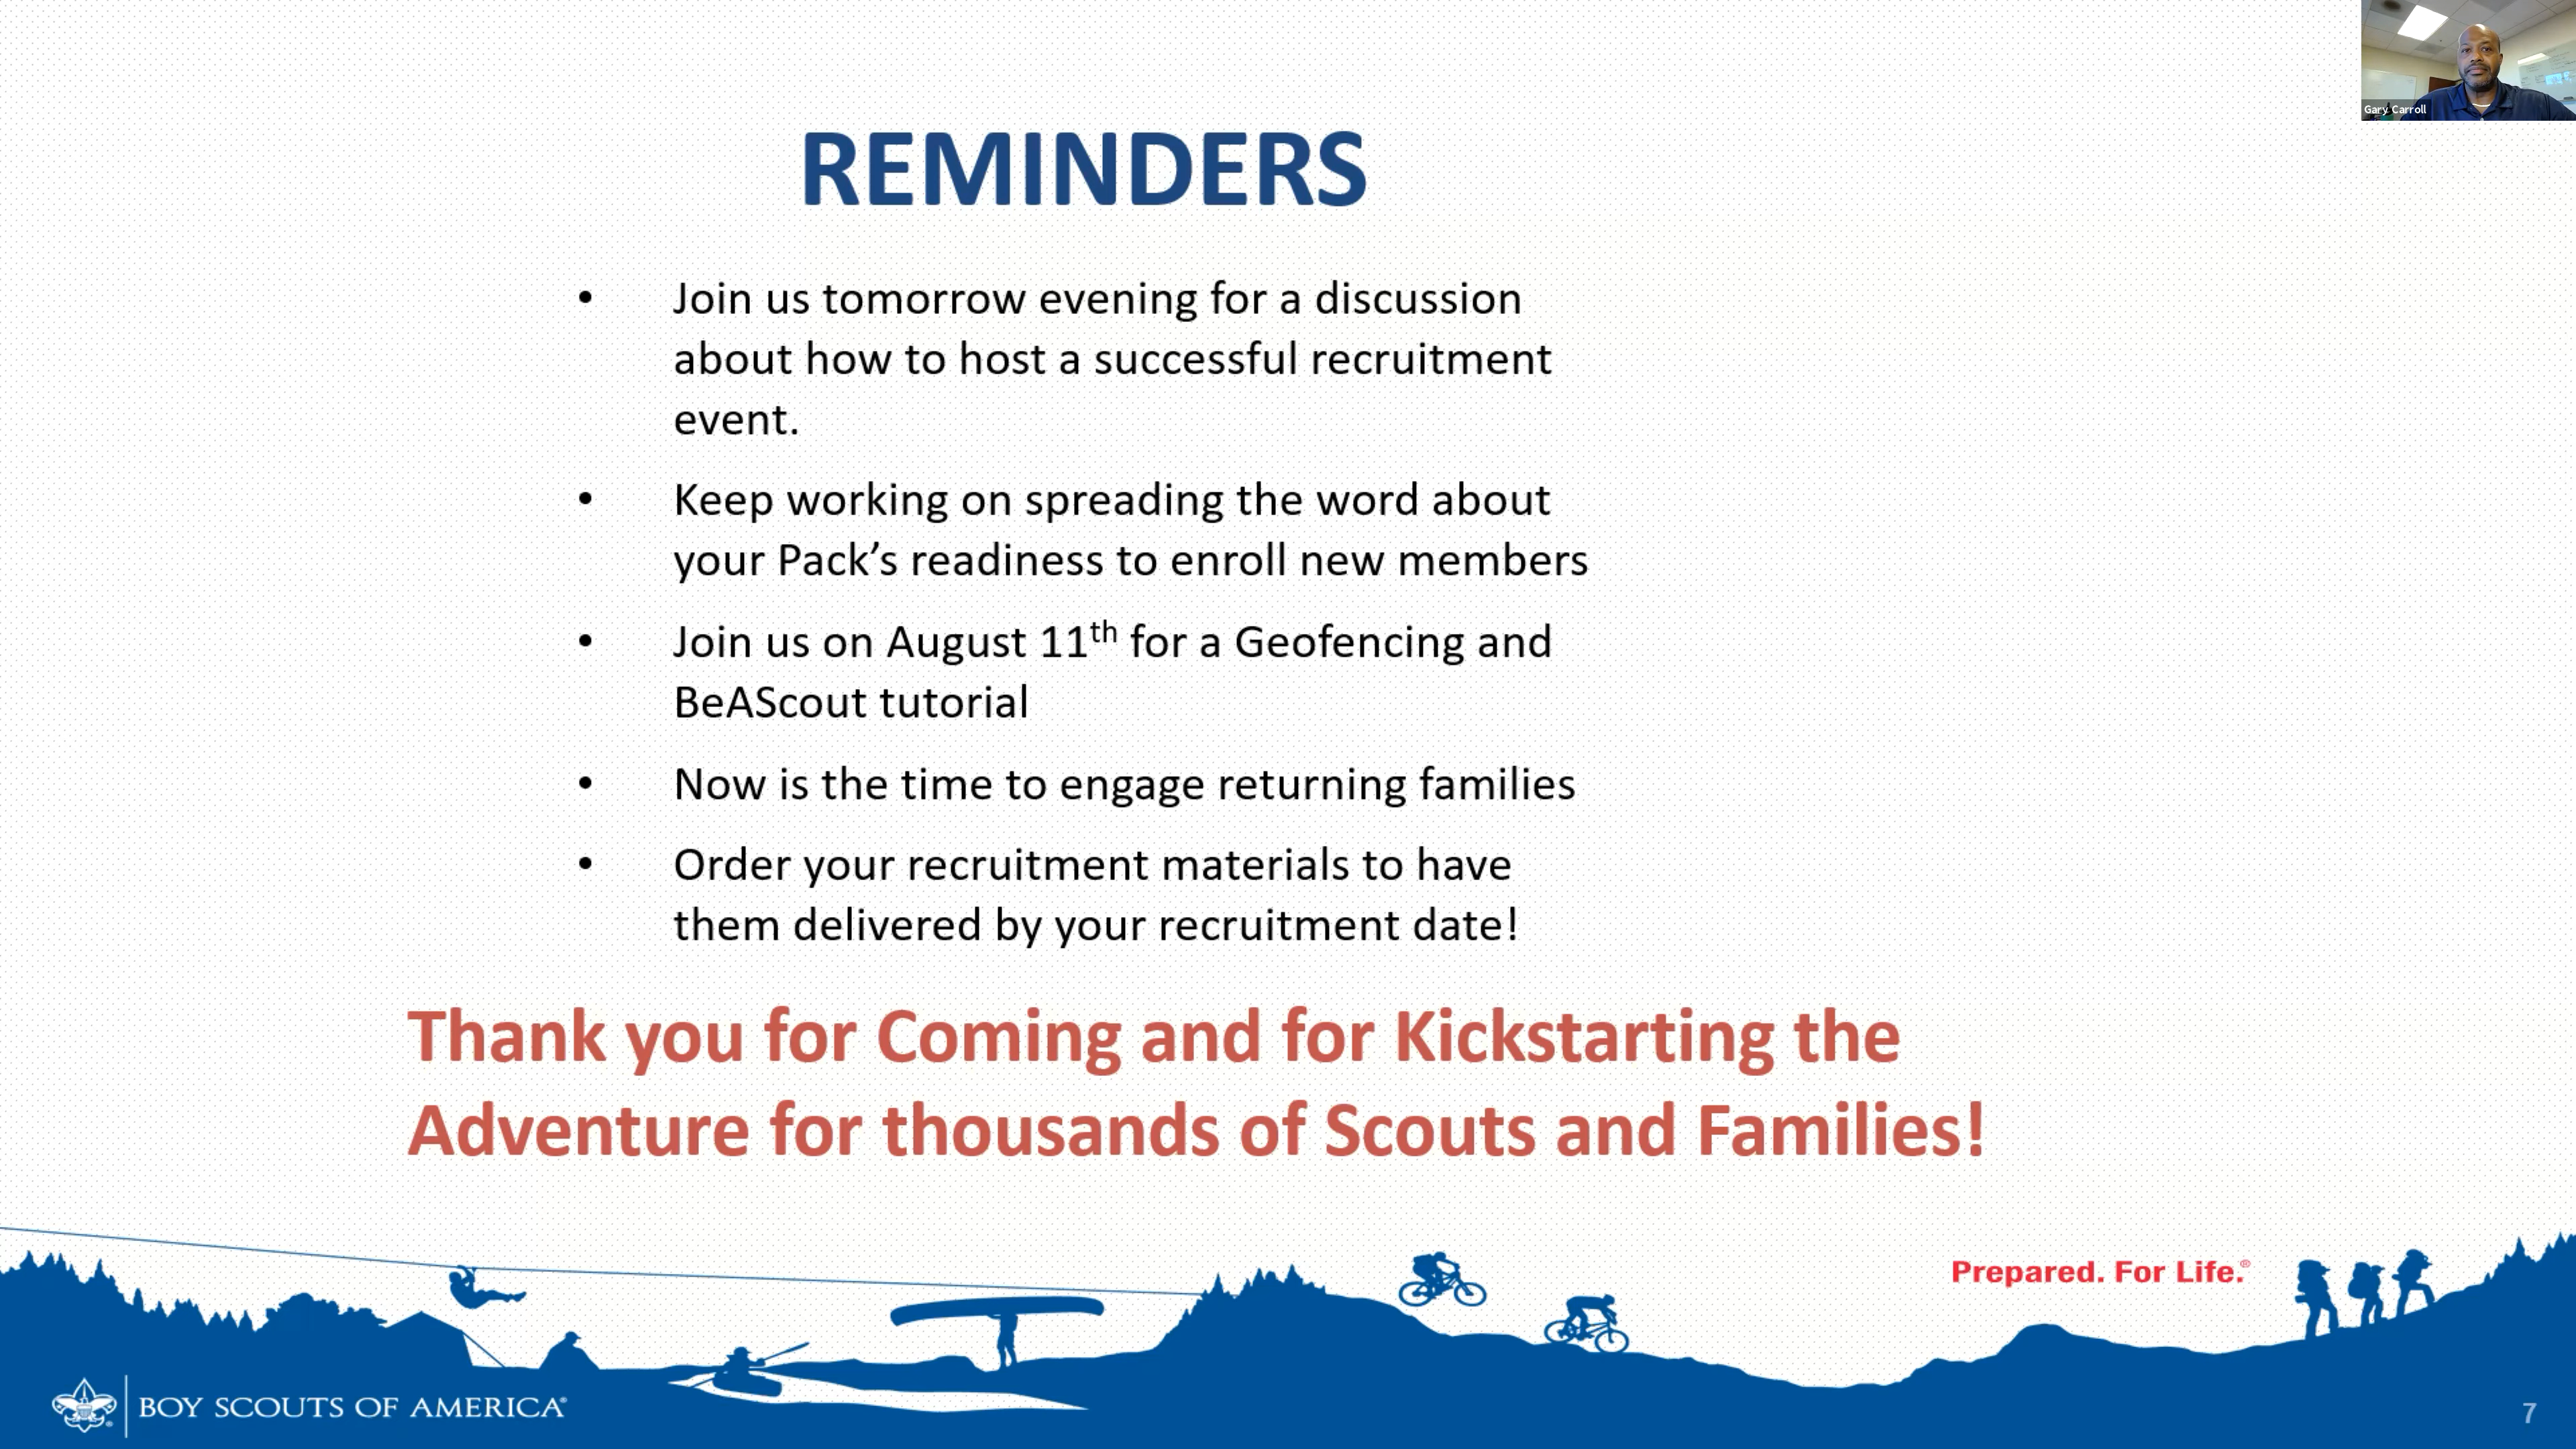 Gary Carroll
REMINDERS
• Join us tomorrow evening for a discussion
about how to host a successful recruitment
event.
• Keep working on spreading the word about
your Pack’s readiness to enroll new members
• Join us on August 11th for a Geofencing and
BeAScout tutorial
• Now is the time to engage returning families
• Order your recruitment materials to have
them delivered by your recruitment date!
Thank you for Coming and for Kickstarting the
Adventure for thousands of Scouts and Families!
Prepared. For Life.®
BOY SCOUTS OF AMERICA®
7